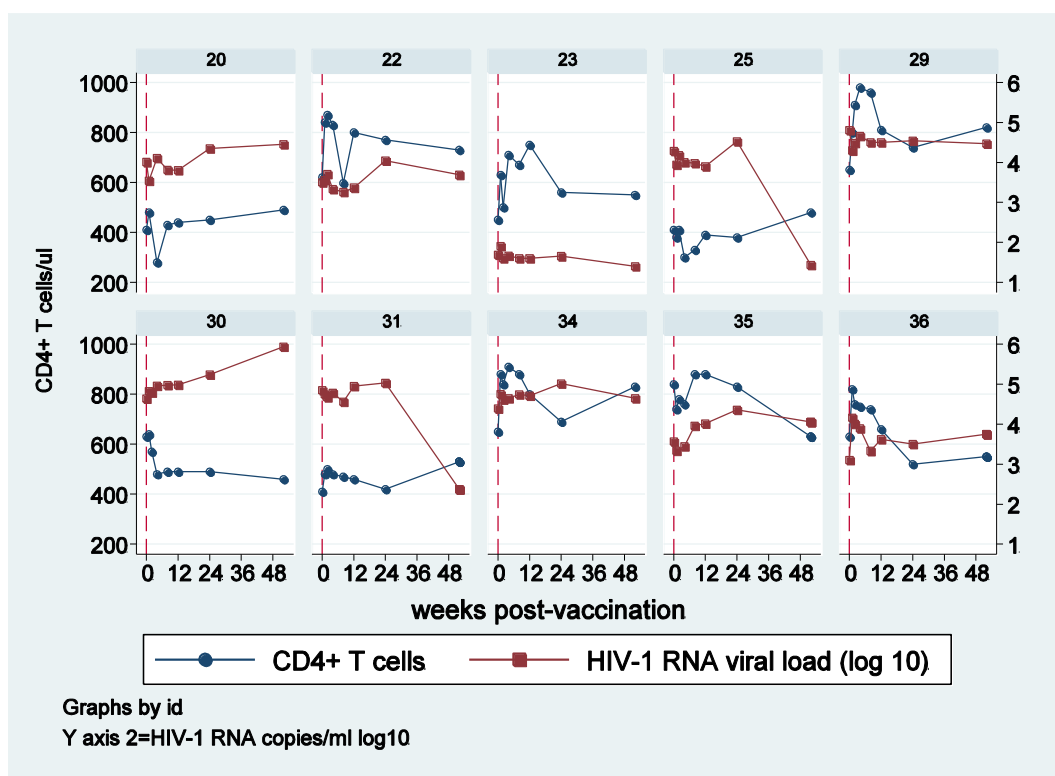 20 22 23 25 29
1000 6
800 5
600 4
3
400 2
200 1
30 31 34 35 36
1000 6
800 5
600 4
3
400 2
200 1
CD4+ T cells/ul
0 12 24 36 48 0 12 24 36 48 0 12 24 36 48 0 12 24 36 48 0 12 24 36 48
weeks post-vaccination
CD4+ T cells HIV-1 RNA viral load (log 10)
Graphs by id
Y axis 2=HIV-1 RNA copies/ml log10